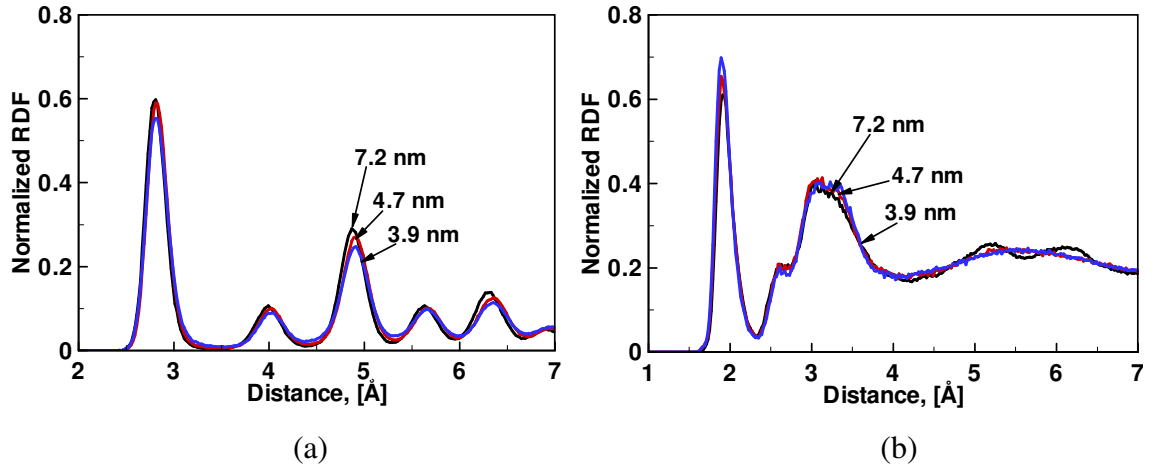 Normalized RDF
0.8
0.6
0.4
0.2
0
7.2 nm
4.7 nm
3.9 nm
2 3 4 5 6 7
Distance, [Å]
(a)
Normalized RDF
0.8
0.6
0.4
0.2
0
7.2 nm
4.7 nm
3.9 nm
1 2 3 4 5 6 7
Distance, [Å]
(b)